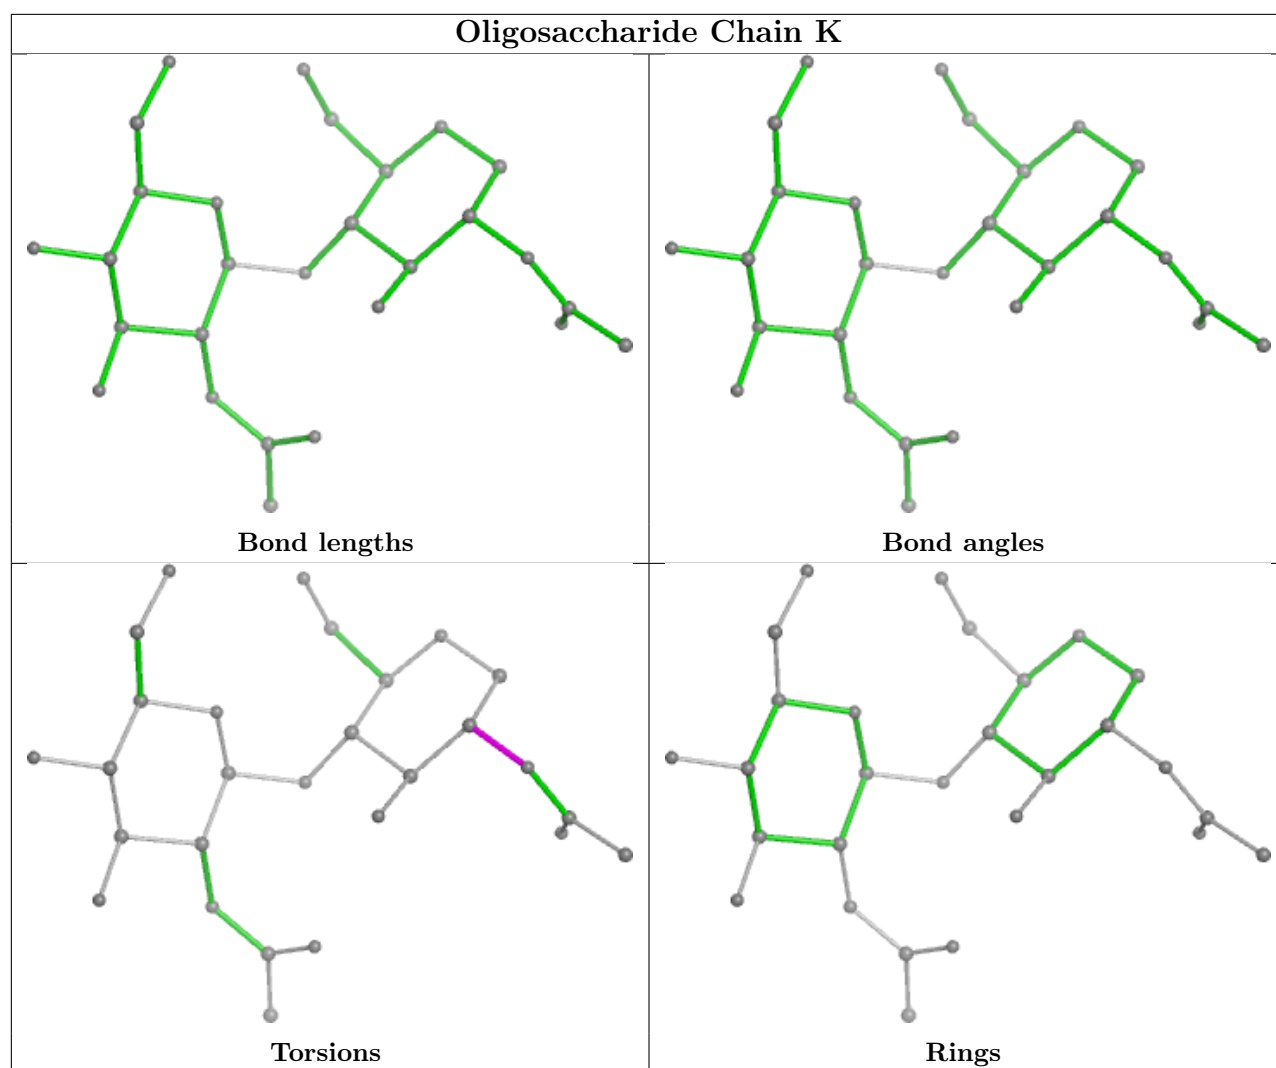 Oligosaccharide Chain K
Bond lengths
Bond angles
Torsions
Rings